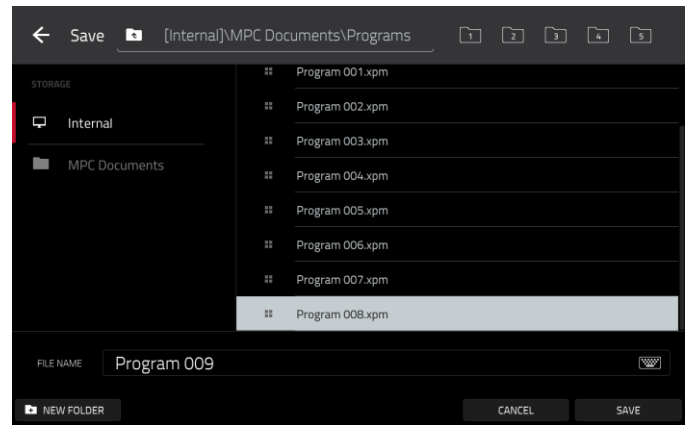 Save [Internal]\MPC Documents\Programs 1 2 3 4 5
STORAGE
Internal
MPC Documents
Program 001.xpm
Program 002.xpm
Program 003.xpm
Program 004.xpm
Program 005.xpm
Program 006.xpm
Program 007.xpm
Program 008.xpm
FILE NAME Program 009
NEW FOLDER CANCEL SAVE